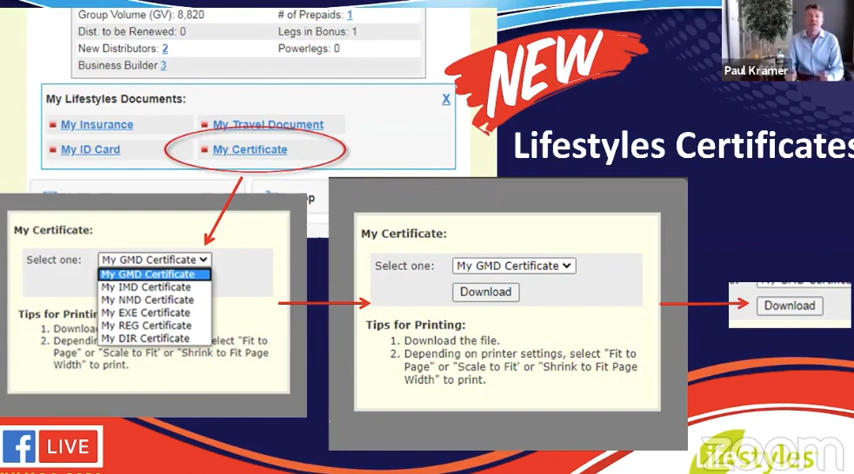 Group Volume (GV): 8,820
# of Prepaids: 1
Dist. to be Renewed: 0
Legs in Bonus: 1
New Distributors: 2
Powerlegs: 0
Business Builder 3
My Lifestyles Documents:
X
My Insurance
My Travel Document
My ID Card
My Certificate
NEW
Paul Kramer
Lifestyles Certificates
My Certificate:
Select one:
My GMD Certificate
My GMD Certificate
My IMD Certificate
My NMD Certificate
My EXE Certificate
My REG Certificate
My DIR Certificate
Tips for Printing:
1. Downloa
2. Depending
select "Fit to
Page" or "Scale to Fit' or "Shrink to Fit Page
Width" to print.
My Certificate:
Select one:
My GMD Certificate
Download
Tips for Printing:
1. Download the file.
2. Depending on printer settings, select "Fit to
Page" or "Scale to Fit' or "Shrink to Fit Page
Width" to print.
Download
f LIVE
zoom
Lifestyles